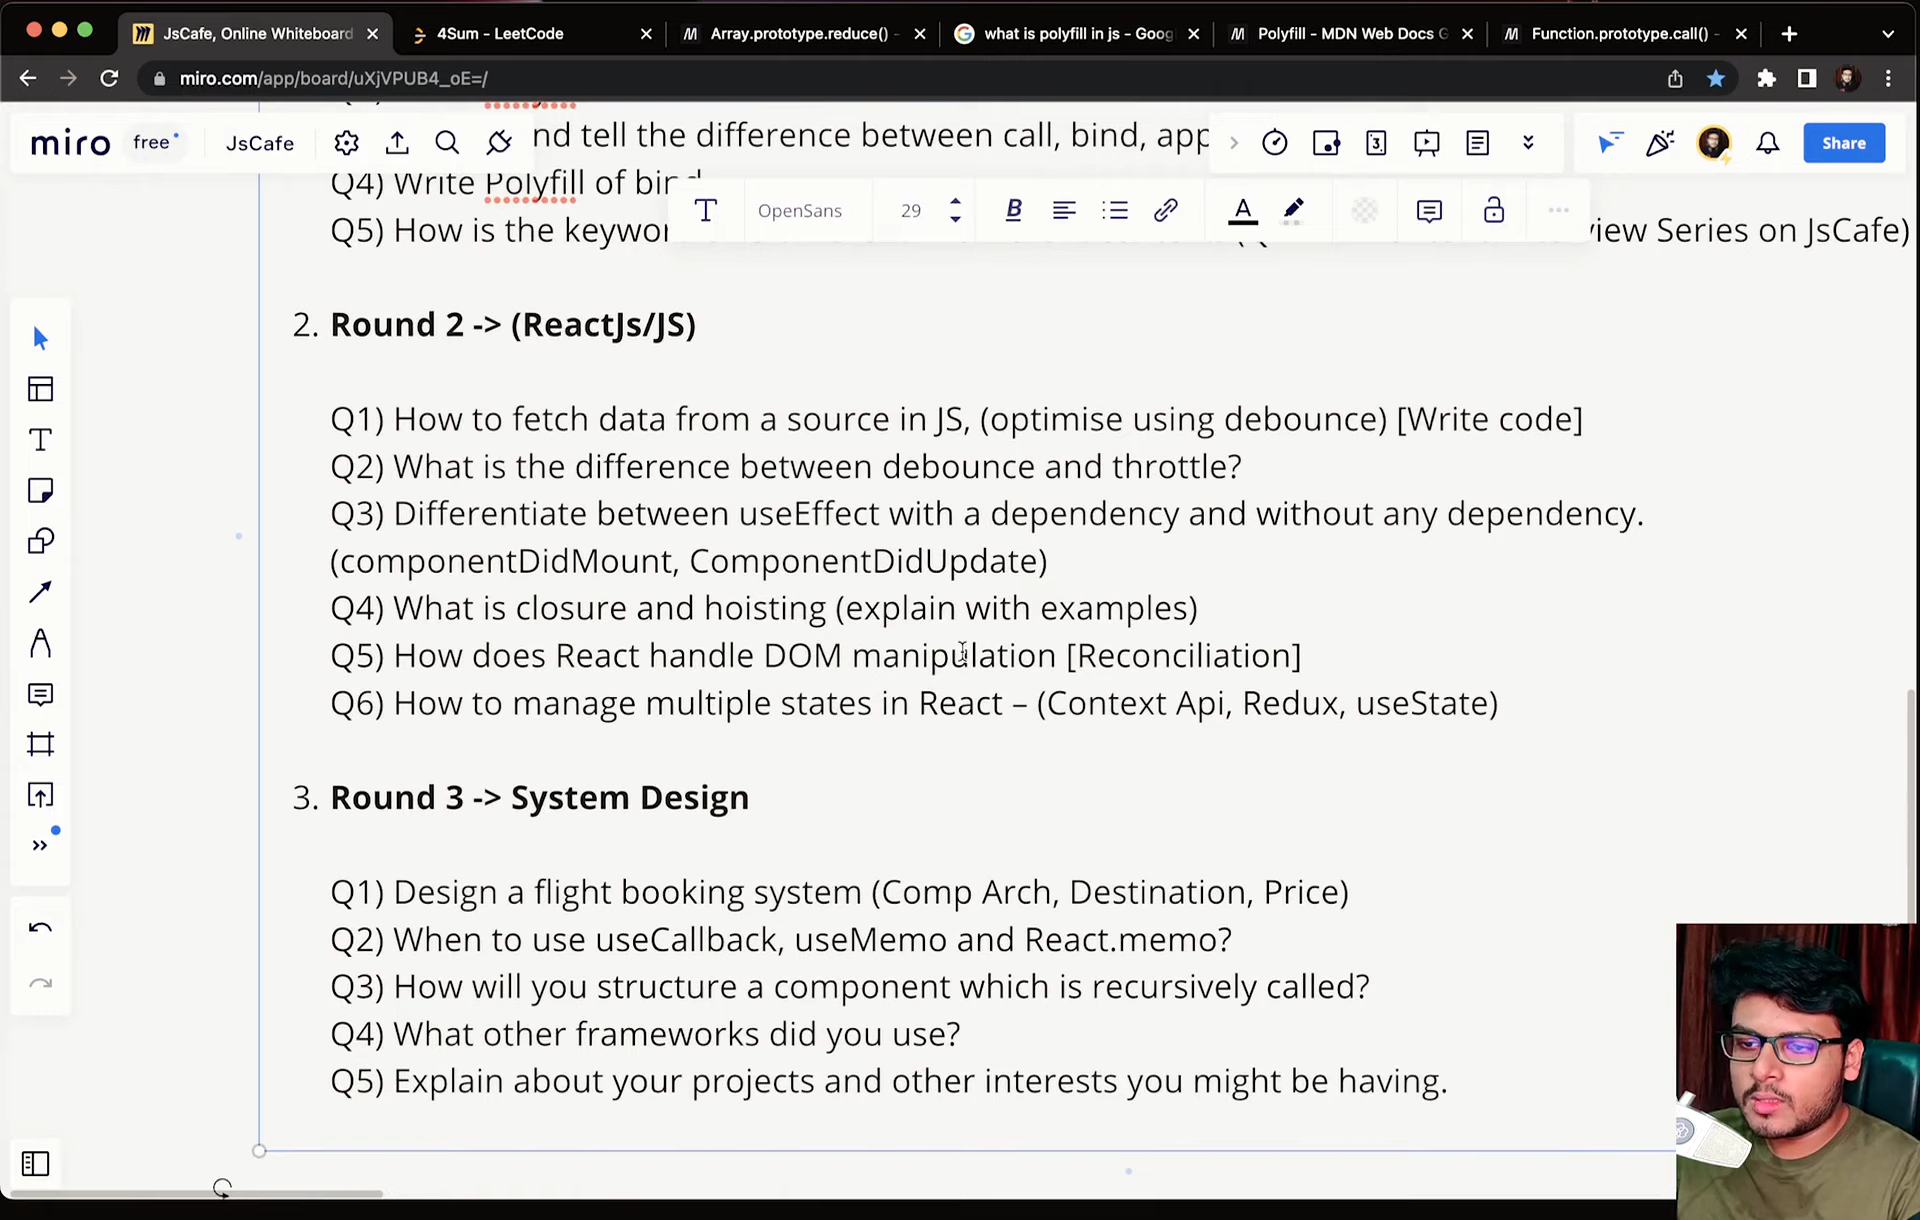 JsCafe, Online Whiteboard
4Sum - LeetCode
Array.prototype.reduce() -
what is polyfill in js - Goog
Polyfill - MDN Web Docs G
Function.prototype.call() -
miro.com/app/board/uXjVPUB4_oE=/
miro free JsCafe
Share
nd tell the difference between call, bind, app
Q4) Write Polyfill of bind
OpenSans 29
Q5) How is the keywor
view Series on JsCafe)
2. Round 2 -> (ReactJs/JS)
Q1) How to fetch data from a source in JS, (optimise using debounce) [Write code]
Q2) What is the difference between debounce and throttle?
Q3) Differentiate between useEffect with a dependency and without any dependency.
(componentDidMount, ComponentDidUpdate)
Q4) What is closure and hoisting (explain with examples)
Q5) How does React handle DOM manipulation [Reconciliation]
Q6) How to manage multiple states in React – (Context Api, Redux, useState)
3. Round 3 -> System Design
Q1) Design a flight booking system (Comp Arch, Destination, Price)
Q2) When to use useCallback, useMemo and React.memo?
Q3) How will you structure a component which is recursively called?
Q4) What other frameworks did you use?
Q5) Explain about your projects and other interests you might be having.